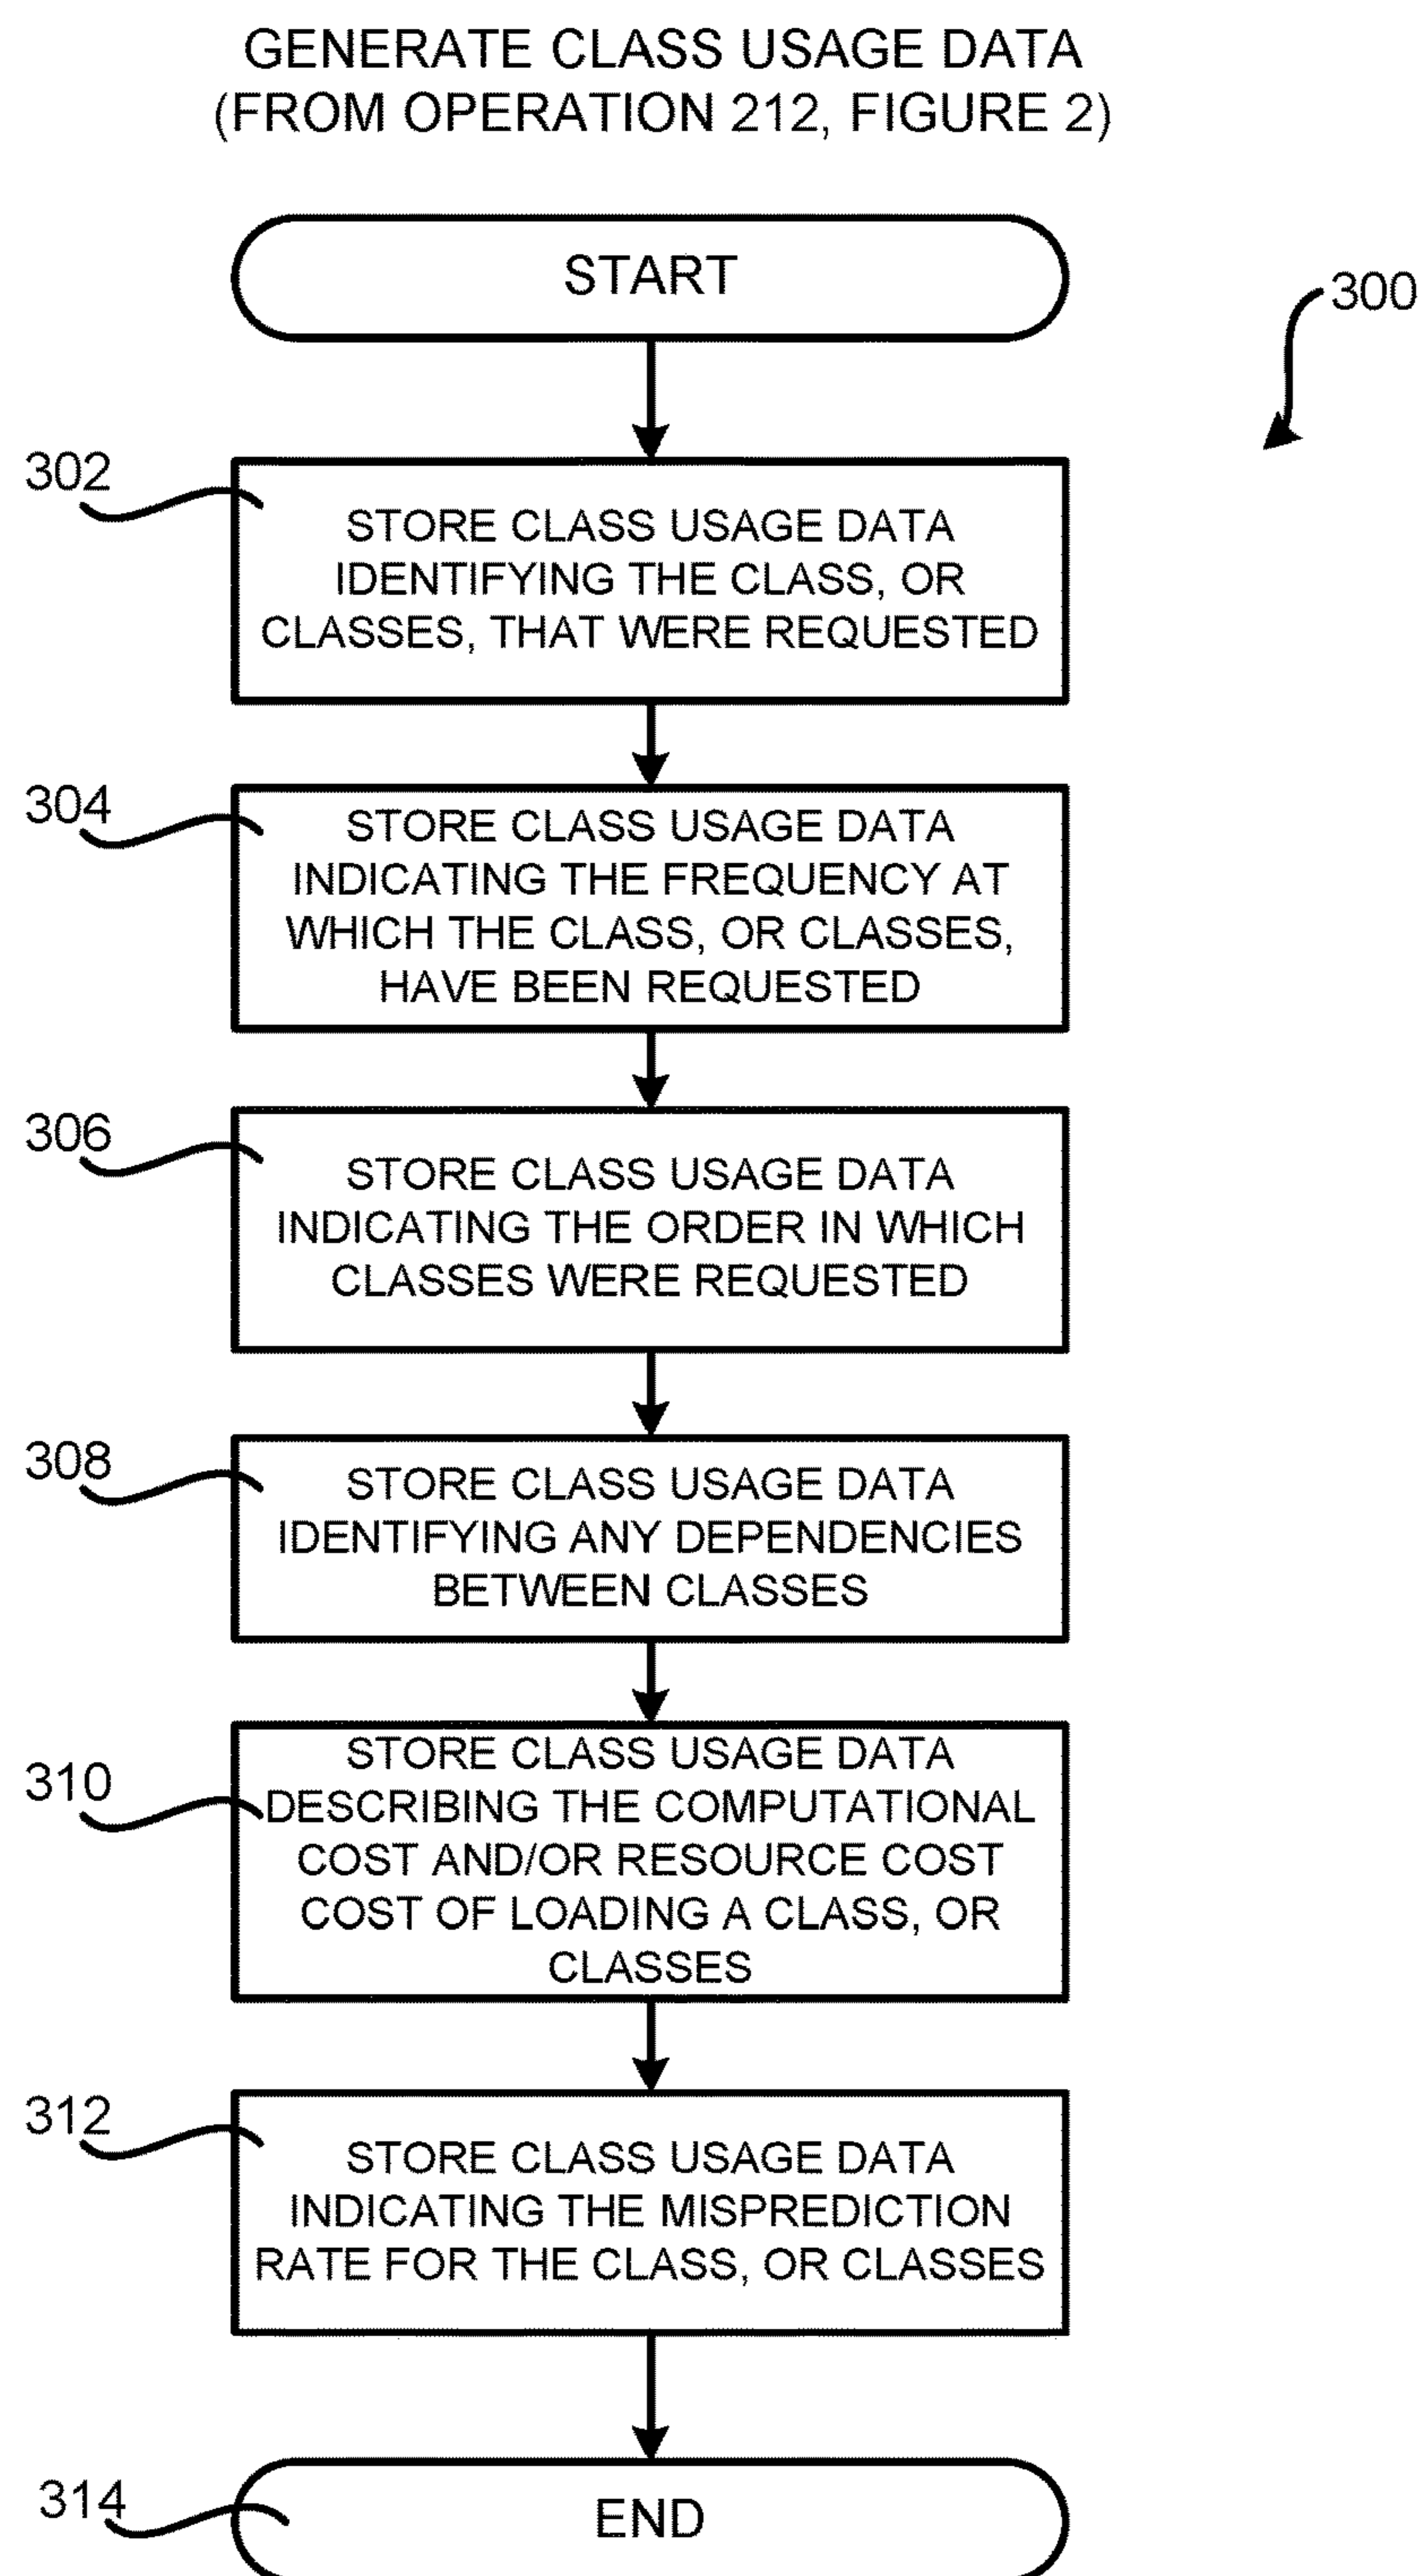 GENERATE CLASS USAGE DATA
(FROM OPERATION 212, FIGURE 2)
START
300
302
STORE CLASS USAGE DATA
IDENTIFYING THE CLASS, OR
CLASSES, THAT WERE REQUESTED
304
STORE CLASS USAGE DATA
INDICATING THE FREQUENCY AT
WHICH THE CLASS, OR CLASSES,
HAVE BEEN REQUESTED
306
STORE CLASS USAGE DATA
INDICATING THE ORDER IN WHICH
CLASSES WERE REQUESTED
308
STORE CLASS USAGE DATA
IDENTIFYING ANY DEPENDENCIES
BETWEEN CLASSES
310
STORE CLASS USAGE DATA
DESCRIBING THE COMPUTATIONAL
COST AND/OR RESOURCE COST
COST OF LOADING A CLASS, OR
CLASSES
312
STORE CLASS USAGE DATA
INDICATING THE MISPREDICTION
RATE FOR THE CLASS, OR CLASSES
314
END